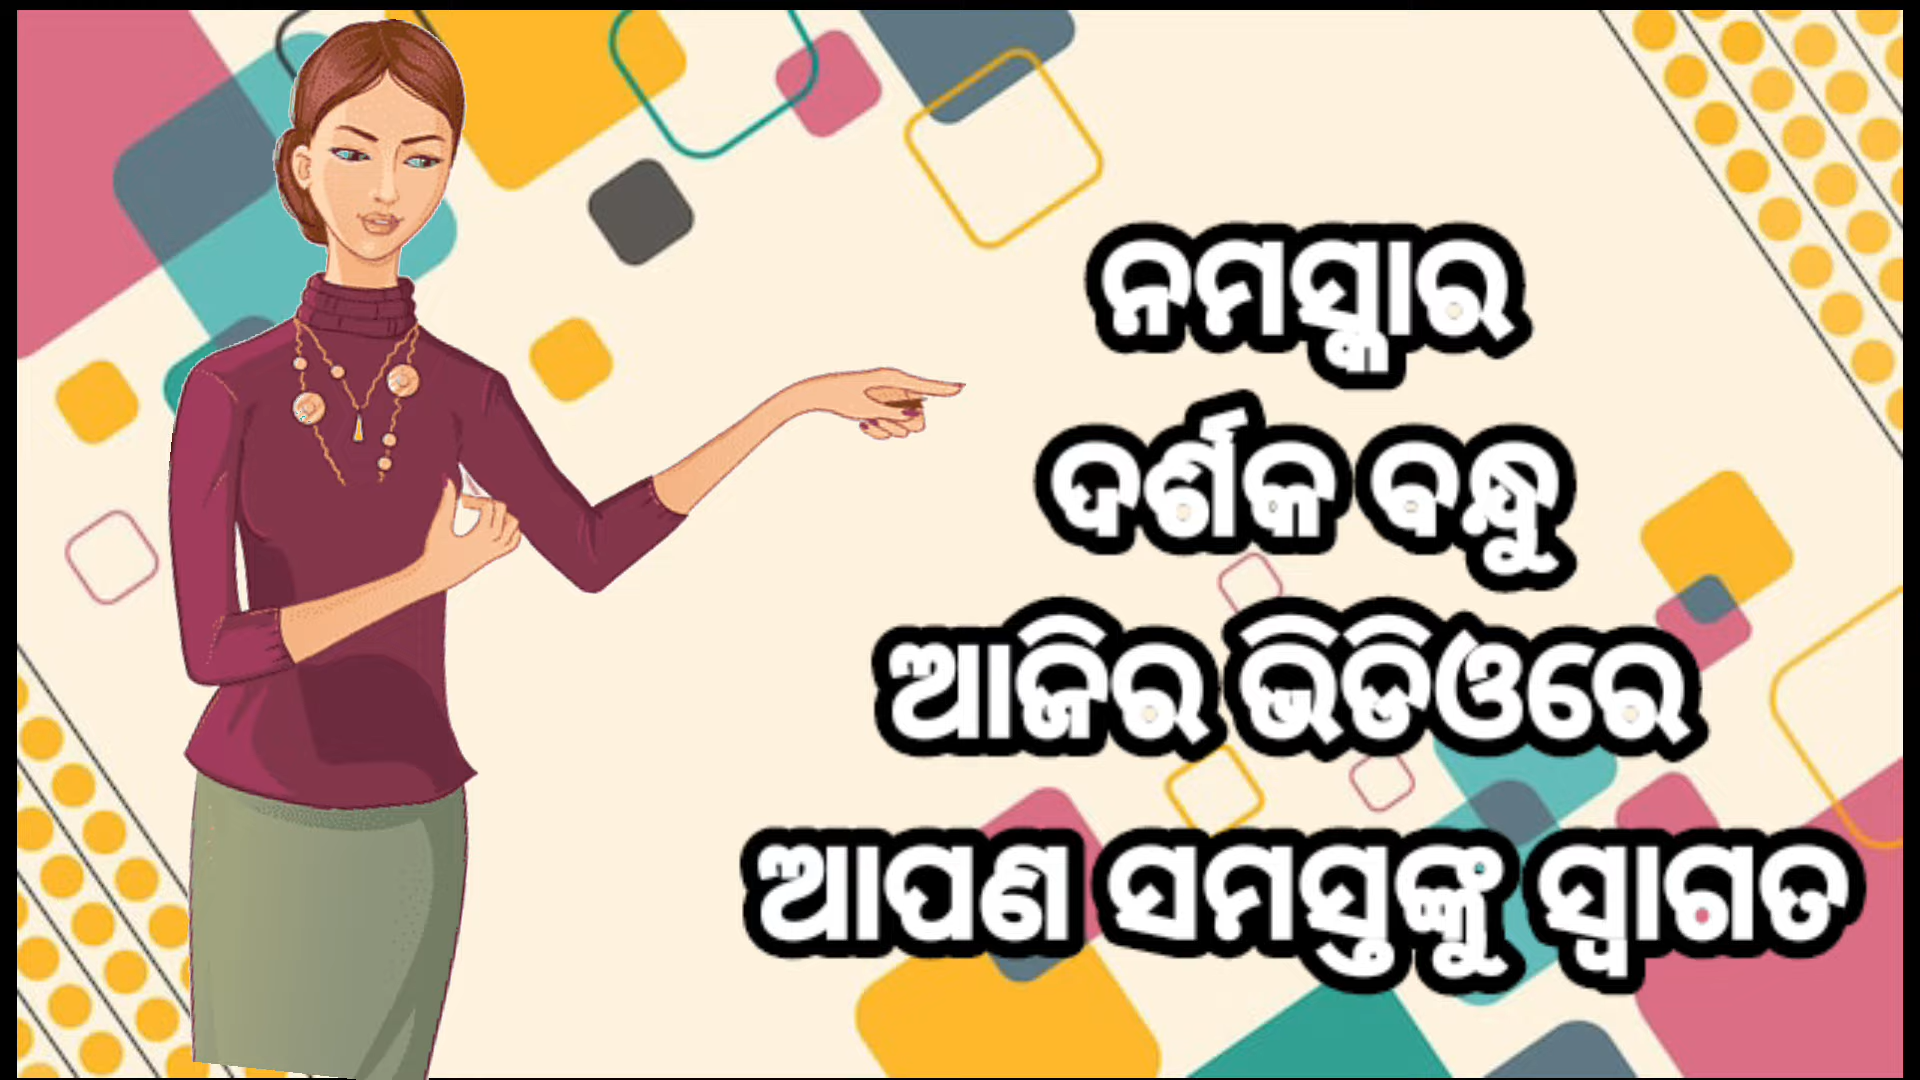 ନମସ୍କାର
ଦର୍ଶକ ବନ୍ଧୁ
ଆଜିର ଭିଡିଓରେ
ଆପଣ ସମସ୍ତଙ୍କୁ ସ୍ୱାଗତ